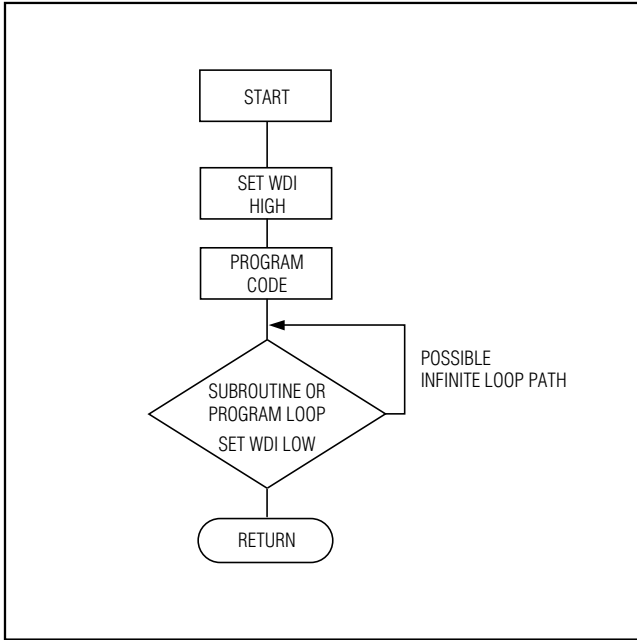 START
SET WDI
HIGH
PROGRAM
CODE
POSSIBLE
INFINITE LOOP PATH
SUBROUTINE OR
PROGRAM LOOP
SET WDI LOW
RETURN